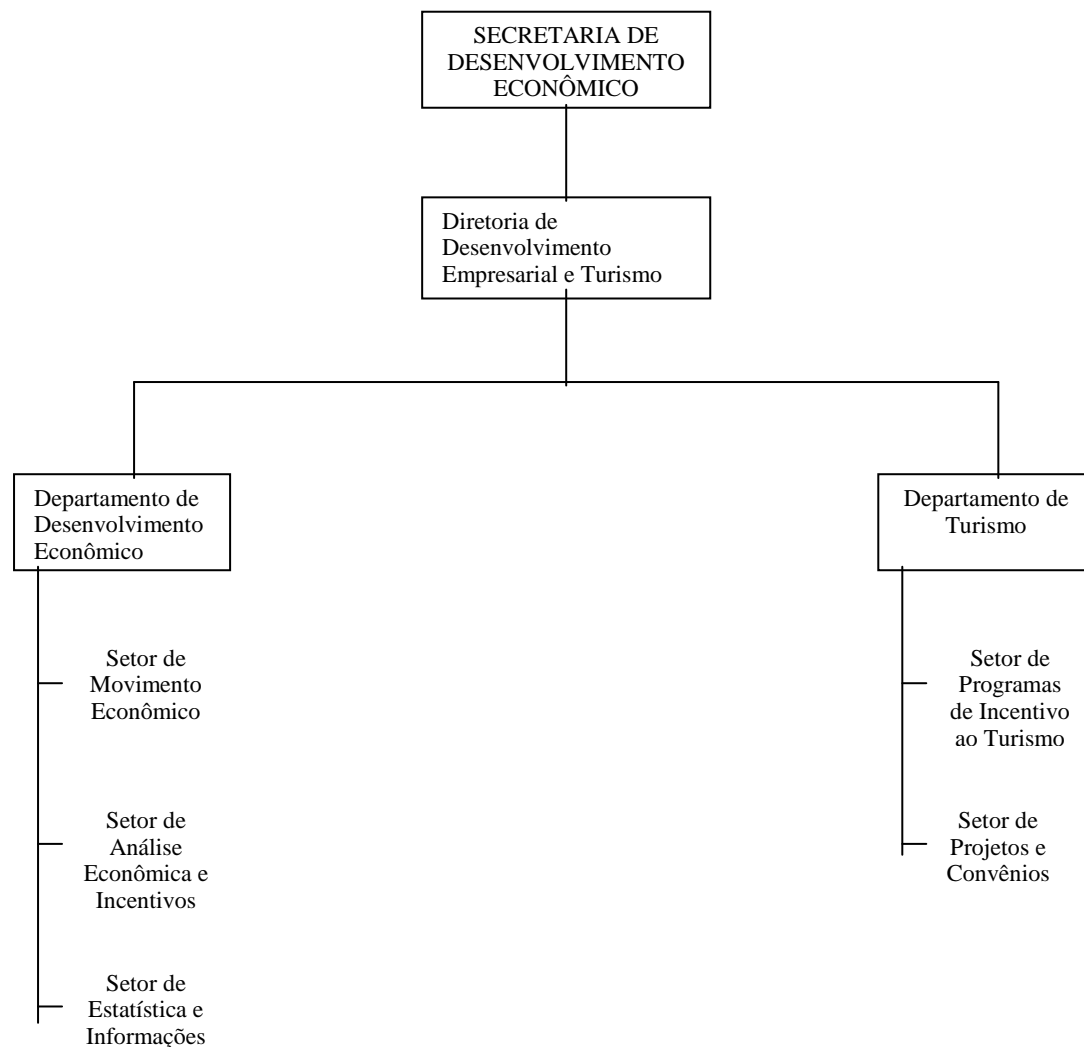 SECRETARIA DE
DESENVOLVIMENTO
ECONÔMICO
Diretoria de
Desenvolvimento
Empresarial e Turismo
Departamento de
Desenvolvimento
Econômico
Departamento de
Turismo
Setor de
Movimento
Econômico
Setor de
Programas
de Incentivo
ao Turismo
Setor de
Análise
Econômica e
Incentivos
Setor de
Projetos e
Convênios
Setor de
Estatística e
Informações